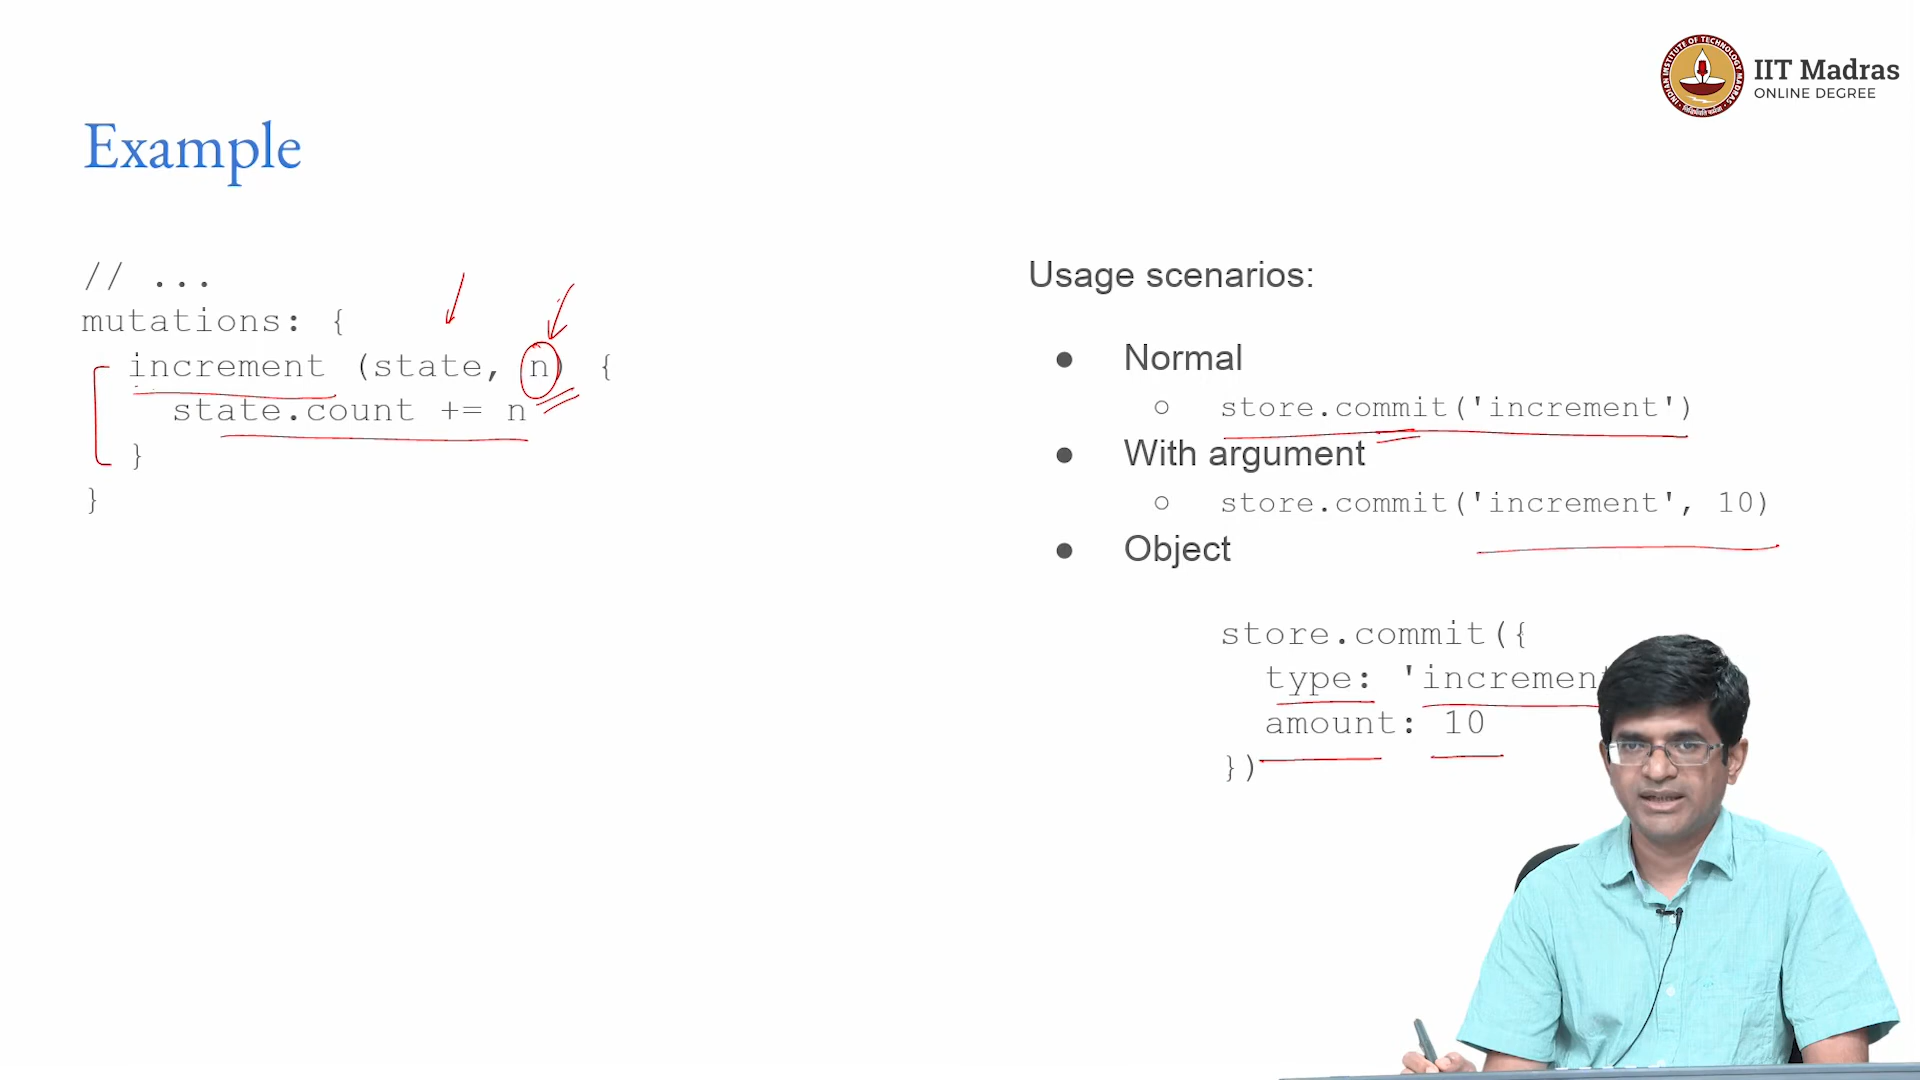 IIT Madras
ONLINE DEGREE
Example
// ...
mutations: {
increment (state, n) {
state.count += n
}
}
Usage scenarios:
● Normal
○ store.commit('increment')
● With argument
○ store.commit('increment', 10)
● Object
store.commit({
type: 'increment
amount: 10
})